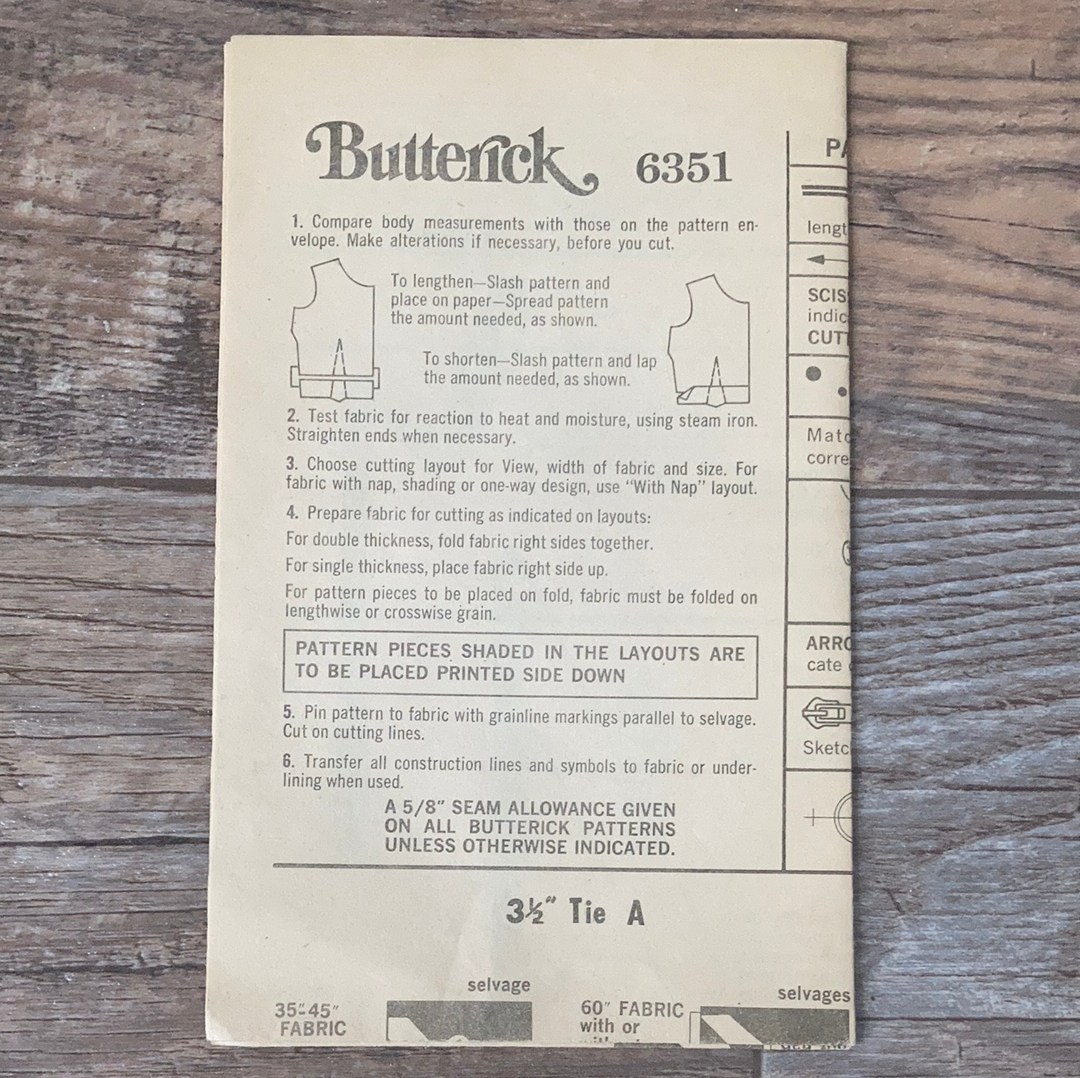 Butterick 6351
1. Compare body measurements with those on the pattern en-
velope. Make alterations if necessary, before you cut.
To lengthen—Slash pattern and
place on paper—Spread pattern
the amount needed, as shown.
To shorten—Slash pattern and lap
the amount needed, as shown.
2. Test fabric for reaction to heat and moisture, using steam iron.
Straighten ends when necessary.
3. Choose cutting layout for View, width of fabric and size. For
fabric with nap, shading or one-way design, use “With Nap” layout.
4. Prepare fabric for cutting as indicated on layouts:
For double thickness, fold fabric right sides together.
For single thickness, place fabric right side up.
For pattern pieces to be placed on fold, fabric must be folded on
lengthwise or crosswise grain.
PATTERN PIECES SHADED IN THE LAYOUTS ARE
TO BE PLACED PRINTED SIDE DOWN
5. Pin pattern to fabric with grainline markings parallel to selvage.
Cut on cutting lines.
6. Transfer all construction lines and symbols to fabric or under-
lining when used.
A 5/8” SEAM ALLOWANCE GIVEN
ON ALL BUTTERICK PATTERNS
UNLESS OTHERWISE INDICATED.
lengt
SCIS
indic
CUTT
Matc
corre
ARRO
cate
Sketc
3½” Tie A
selvage
35”-45”
FABRIC
60” FABRIC
with or
selvages